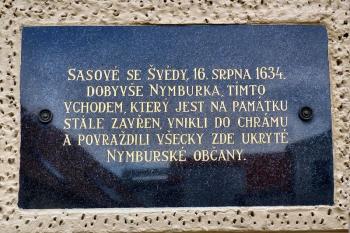 SASOVÉ SE ŠVÉDY, 16. SRPNA 1634.
DOBYVŠE NYMBURKA, TÍMTO
VCHODEM, KTERÝ JEST NA PAMÁTKU
STÁLE ZAVŘEN, VNIKLI DO CHRÁMU
A POVRAŽDILI VŠECKY ZDE UKRYTÉ
NYMBURSKÉ OBČANY.